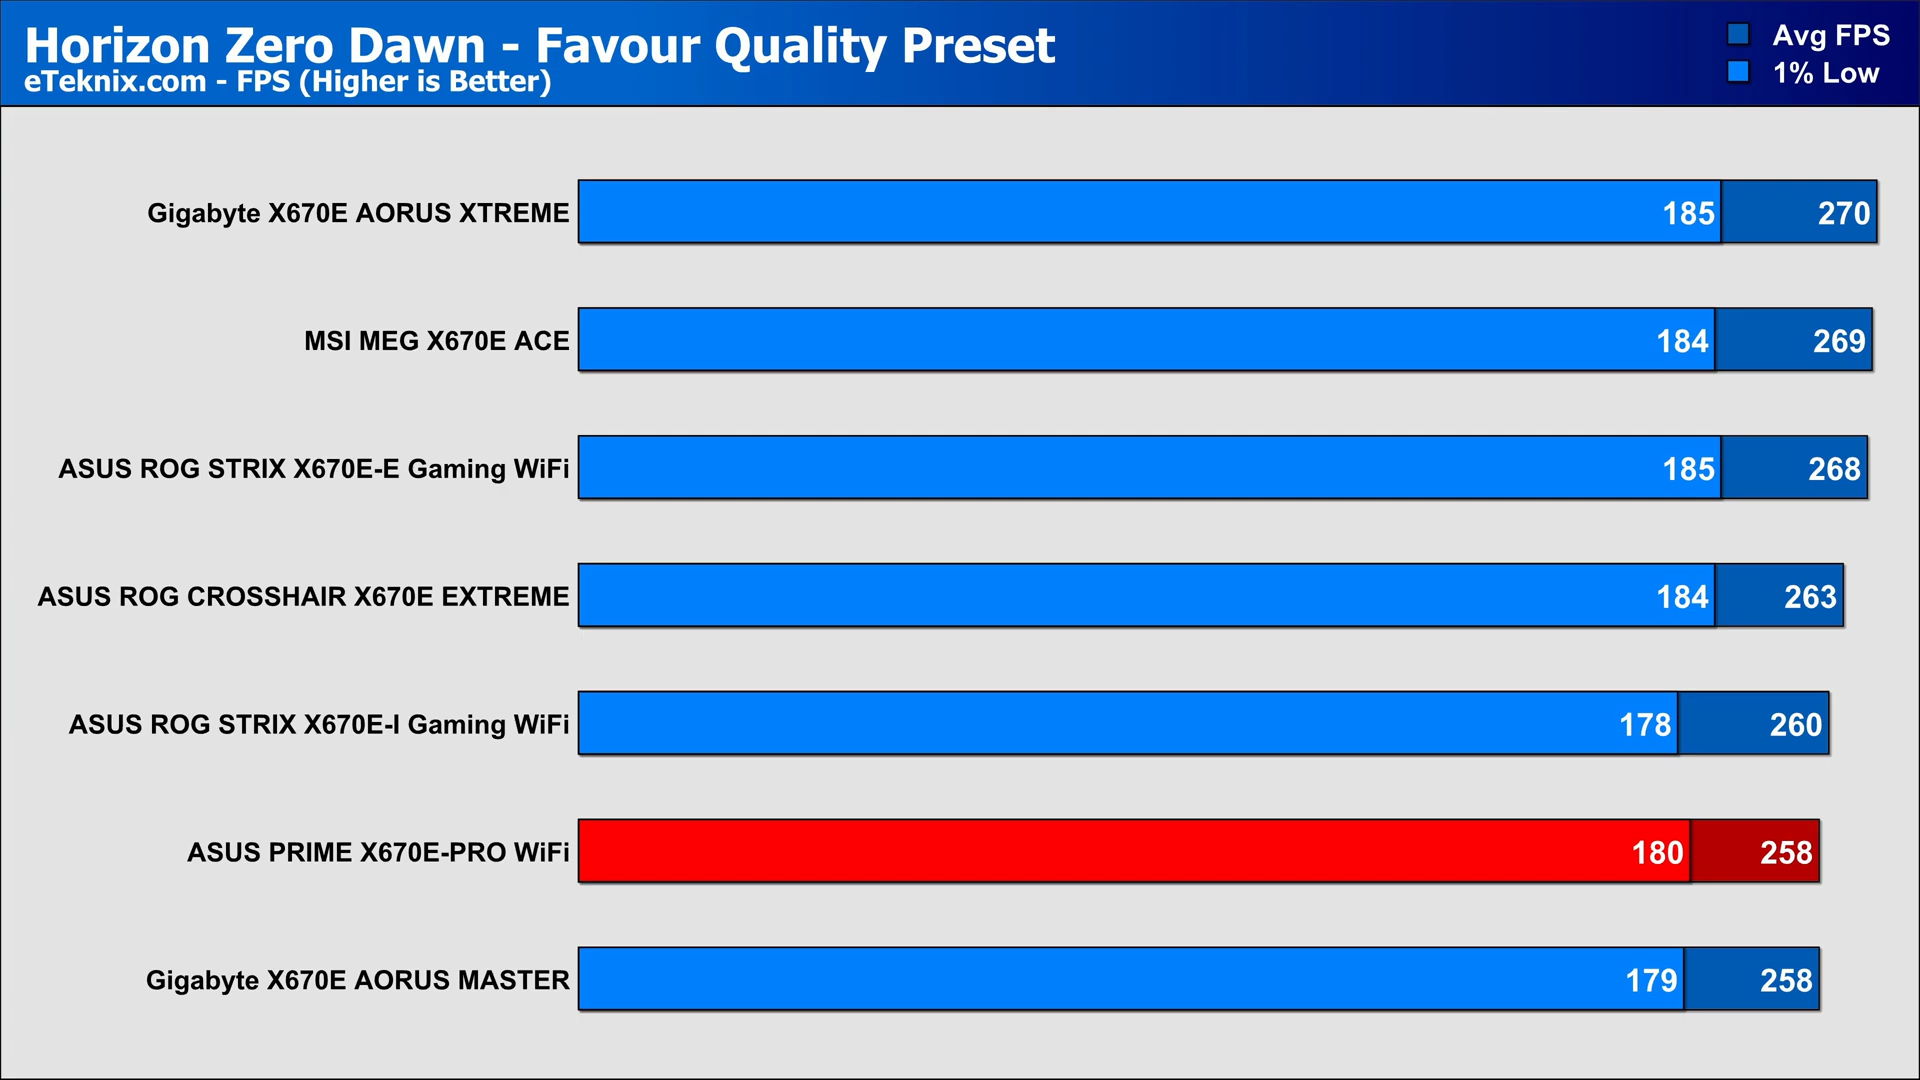 Horizon Zero Dawn - Favour Quality Preset
eTeknix.com - FPS (Higher is Better)
Avg FPS
1% Low
Gigabyte X670E AORUS XTREME 185 270
MSI MEG X670E ACE 184 269
ASUS ROG STRIX X670E-E Gaming WiFi 185 268
ASUS ROG CROSSHAIR X670E EXTREME 184 263
ASUS ROG STRIX X670E-I Gaming WiFi 178 260
ASUS PRIME X670E-PRO WiFi 180 258
Gigabyte X670E AORUS MASTER 179 258